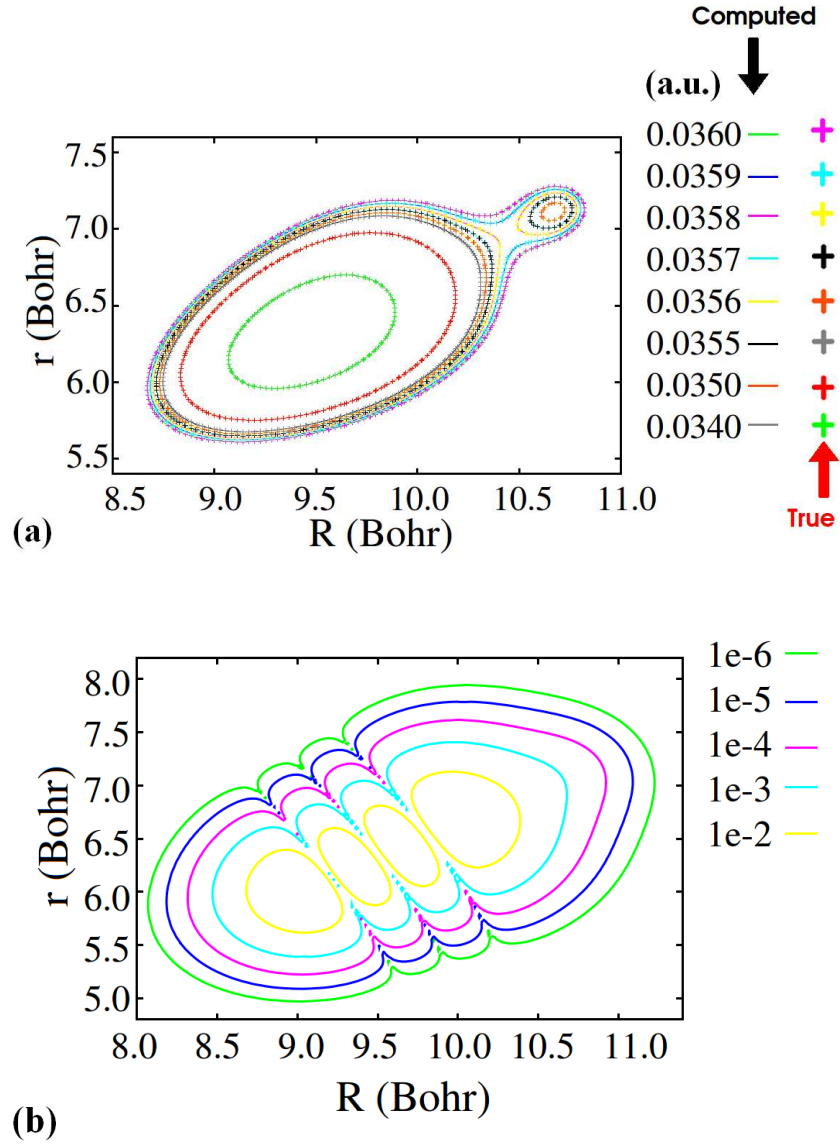 Computed
(a.u.)
0.0360
0.0359
0.0358
0.0357
0.0356
0.0355
0.0350
0.0340
True
7.5
7.0
6.5
6.0
5.5
r (Bohr)
8.5 9.0 9.5 10.0 10.5 11.0
R (Bohr)
(a)
1e-6
1e-5
1e-4
1e-3
1e-2
8.0
7.5
7.0
6.5
6.0
5.5
5.0
r (Bohr)
8.0 8.5 9.0 9.5 10.0 10.5 11.0
R (Bohr)
(b)